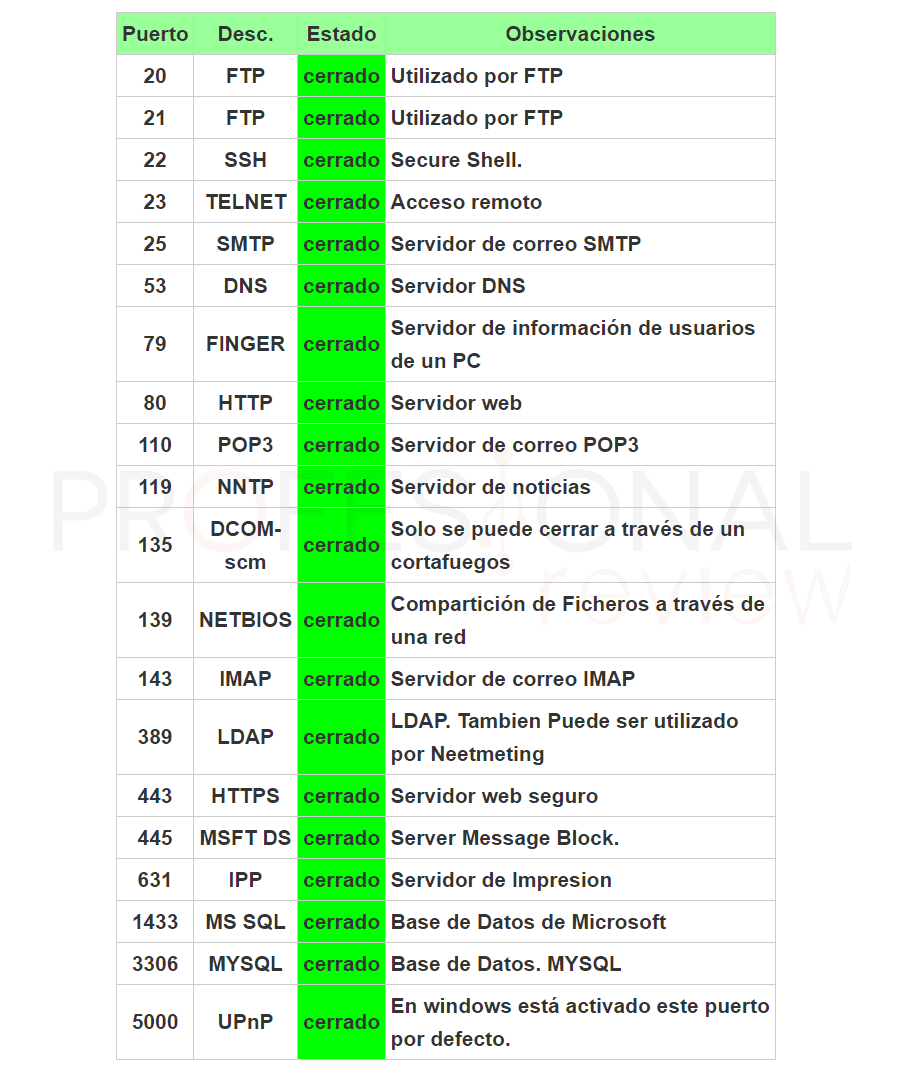 Puerto Desc. Estado Observaciones
20 FTP cerrado Utilizado por FTP
21 FTP cerrado Utilizado por FTP
22 SSH cerrado Secure Shell.
23 TELNET cerrado Acceso remoto
25 SMTP cerrado Servidor de correo SMTP
53 DNS cerrado Servidor DNS
79 FINGER cerrado Servidor de información de usuarios
de un PC
80 HTTP cerrado Servidor web
110 POP3 cerrado Servidor de correo POP3
119 NNTP cerrado Servidor de noticias
135 DCOM-
scm cerrado Solo se puede cerrar a través de un
cortafuegos
139 NETBIOS cerrado Compartición de Ficheros a través de
una red
143 IMAP cerrado Servidor de correo IMAP
389 LDAP cerrado LDAP. Tambien Puede ser utilizado
por Neetmeting
443 HTTPS cerrado Servidor web seguro
445 MSFT DS cerrado Server Message Block.
631 IPP cerrado Servidor de Impresion
1433 MS SQL cerrado Base de Datos de Microsoft
3306 MYSQL cerrado Base de Datos. MYSQL
5000 UPnP cerrado En windows está activado este puerto
por defecto.
PROFESIONAL
review